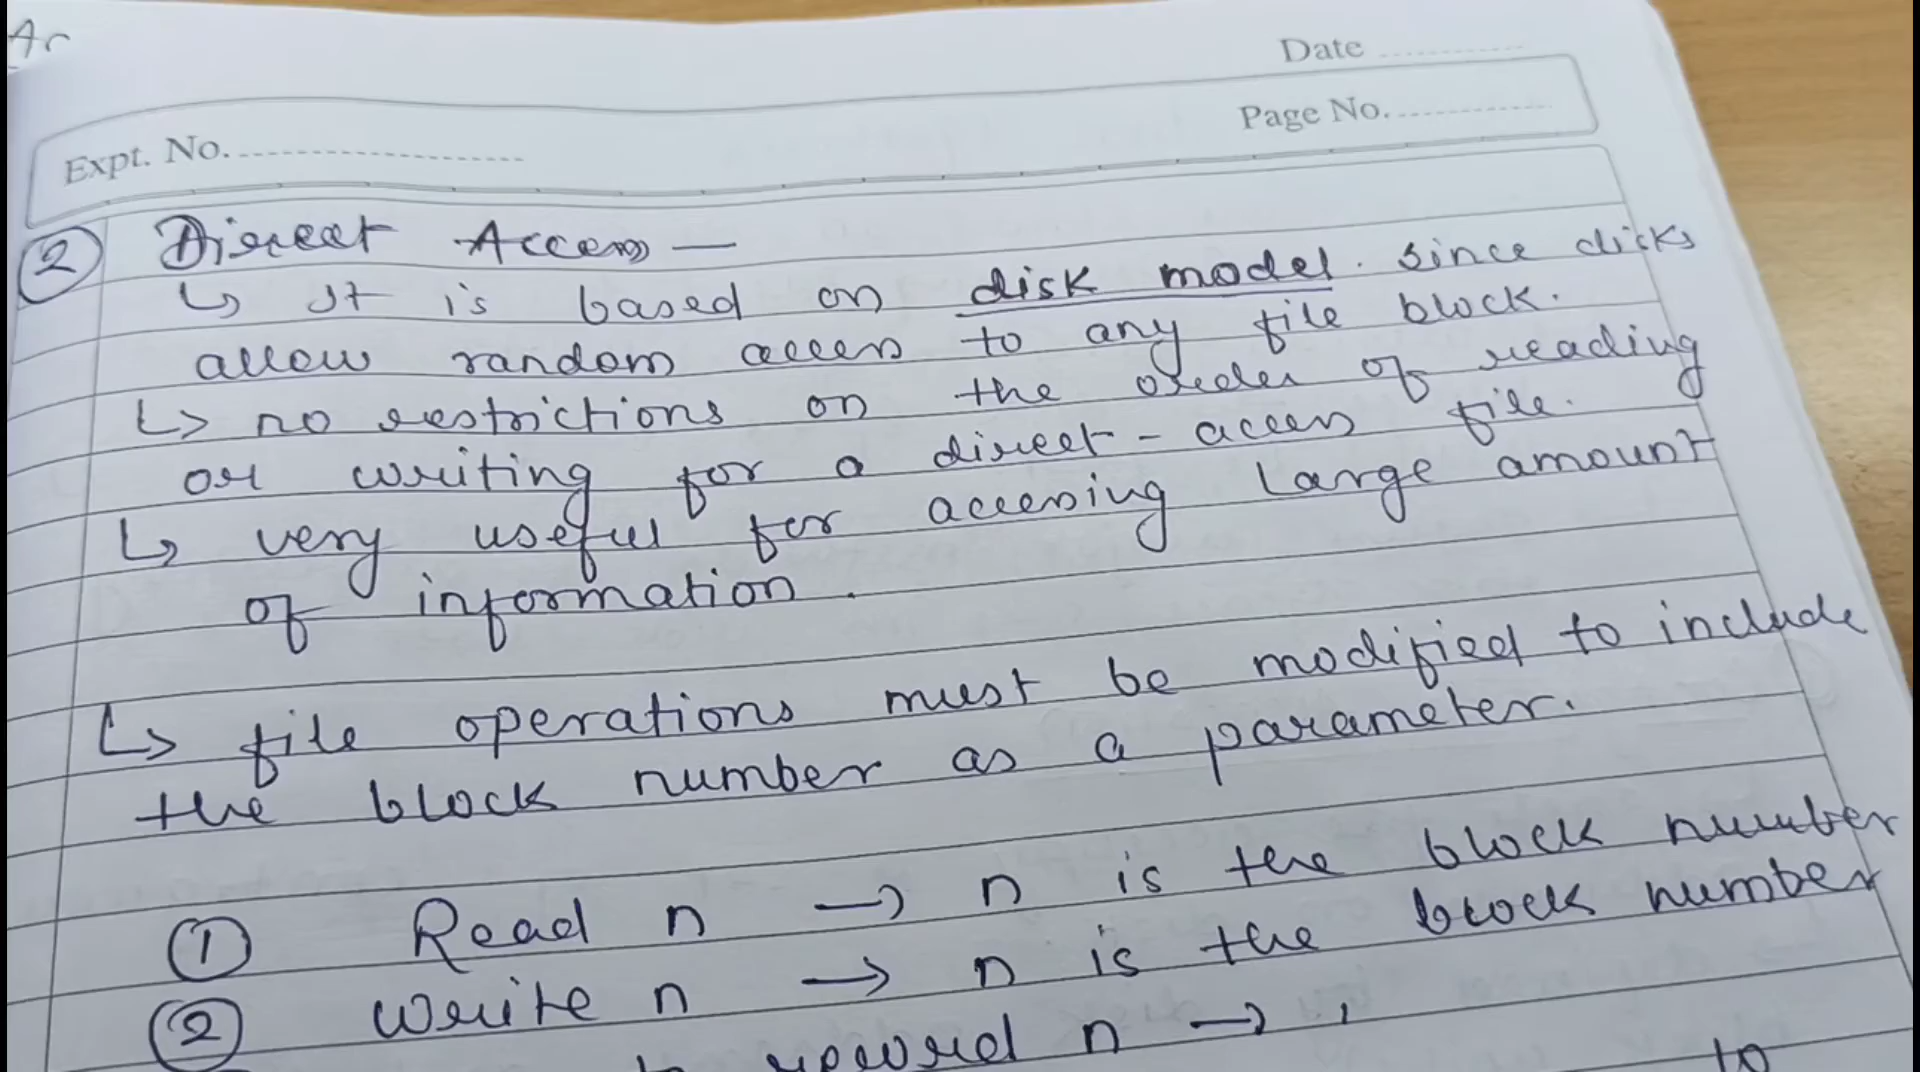 Ar
Date
Page No.
Expt. No.
② Direct Access —
↳ It is based on disk model. since disks
allow random access to any file block.
↳ no restrictions on the order of reading
or writing for a direct - access file.
↳ very useful for accessing Large amount
of information.
↳ file operations must be modified to include
the block number as a parameter.
① Read n → n is the block number
② Write n → n is the block number
record n →
to